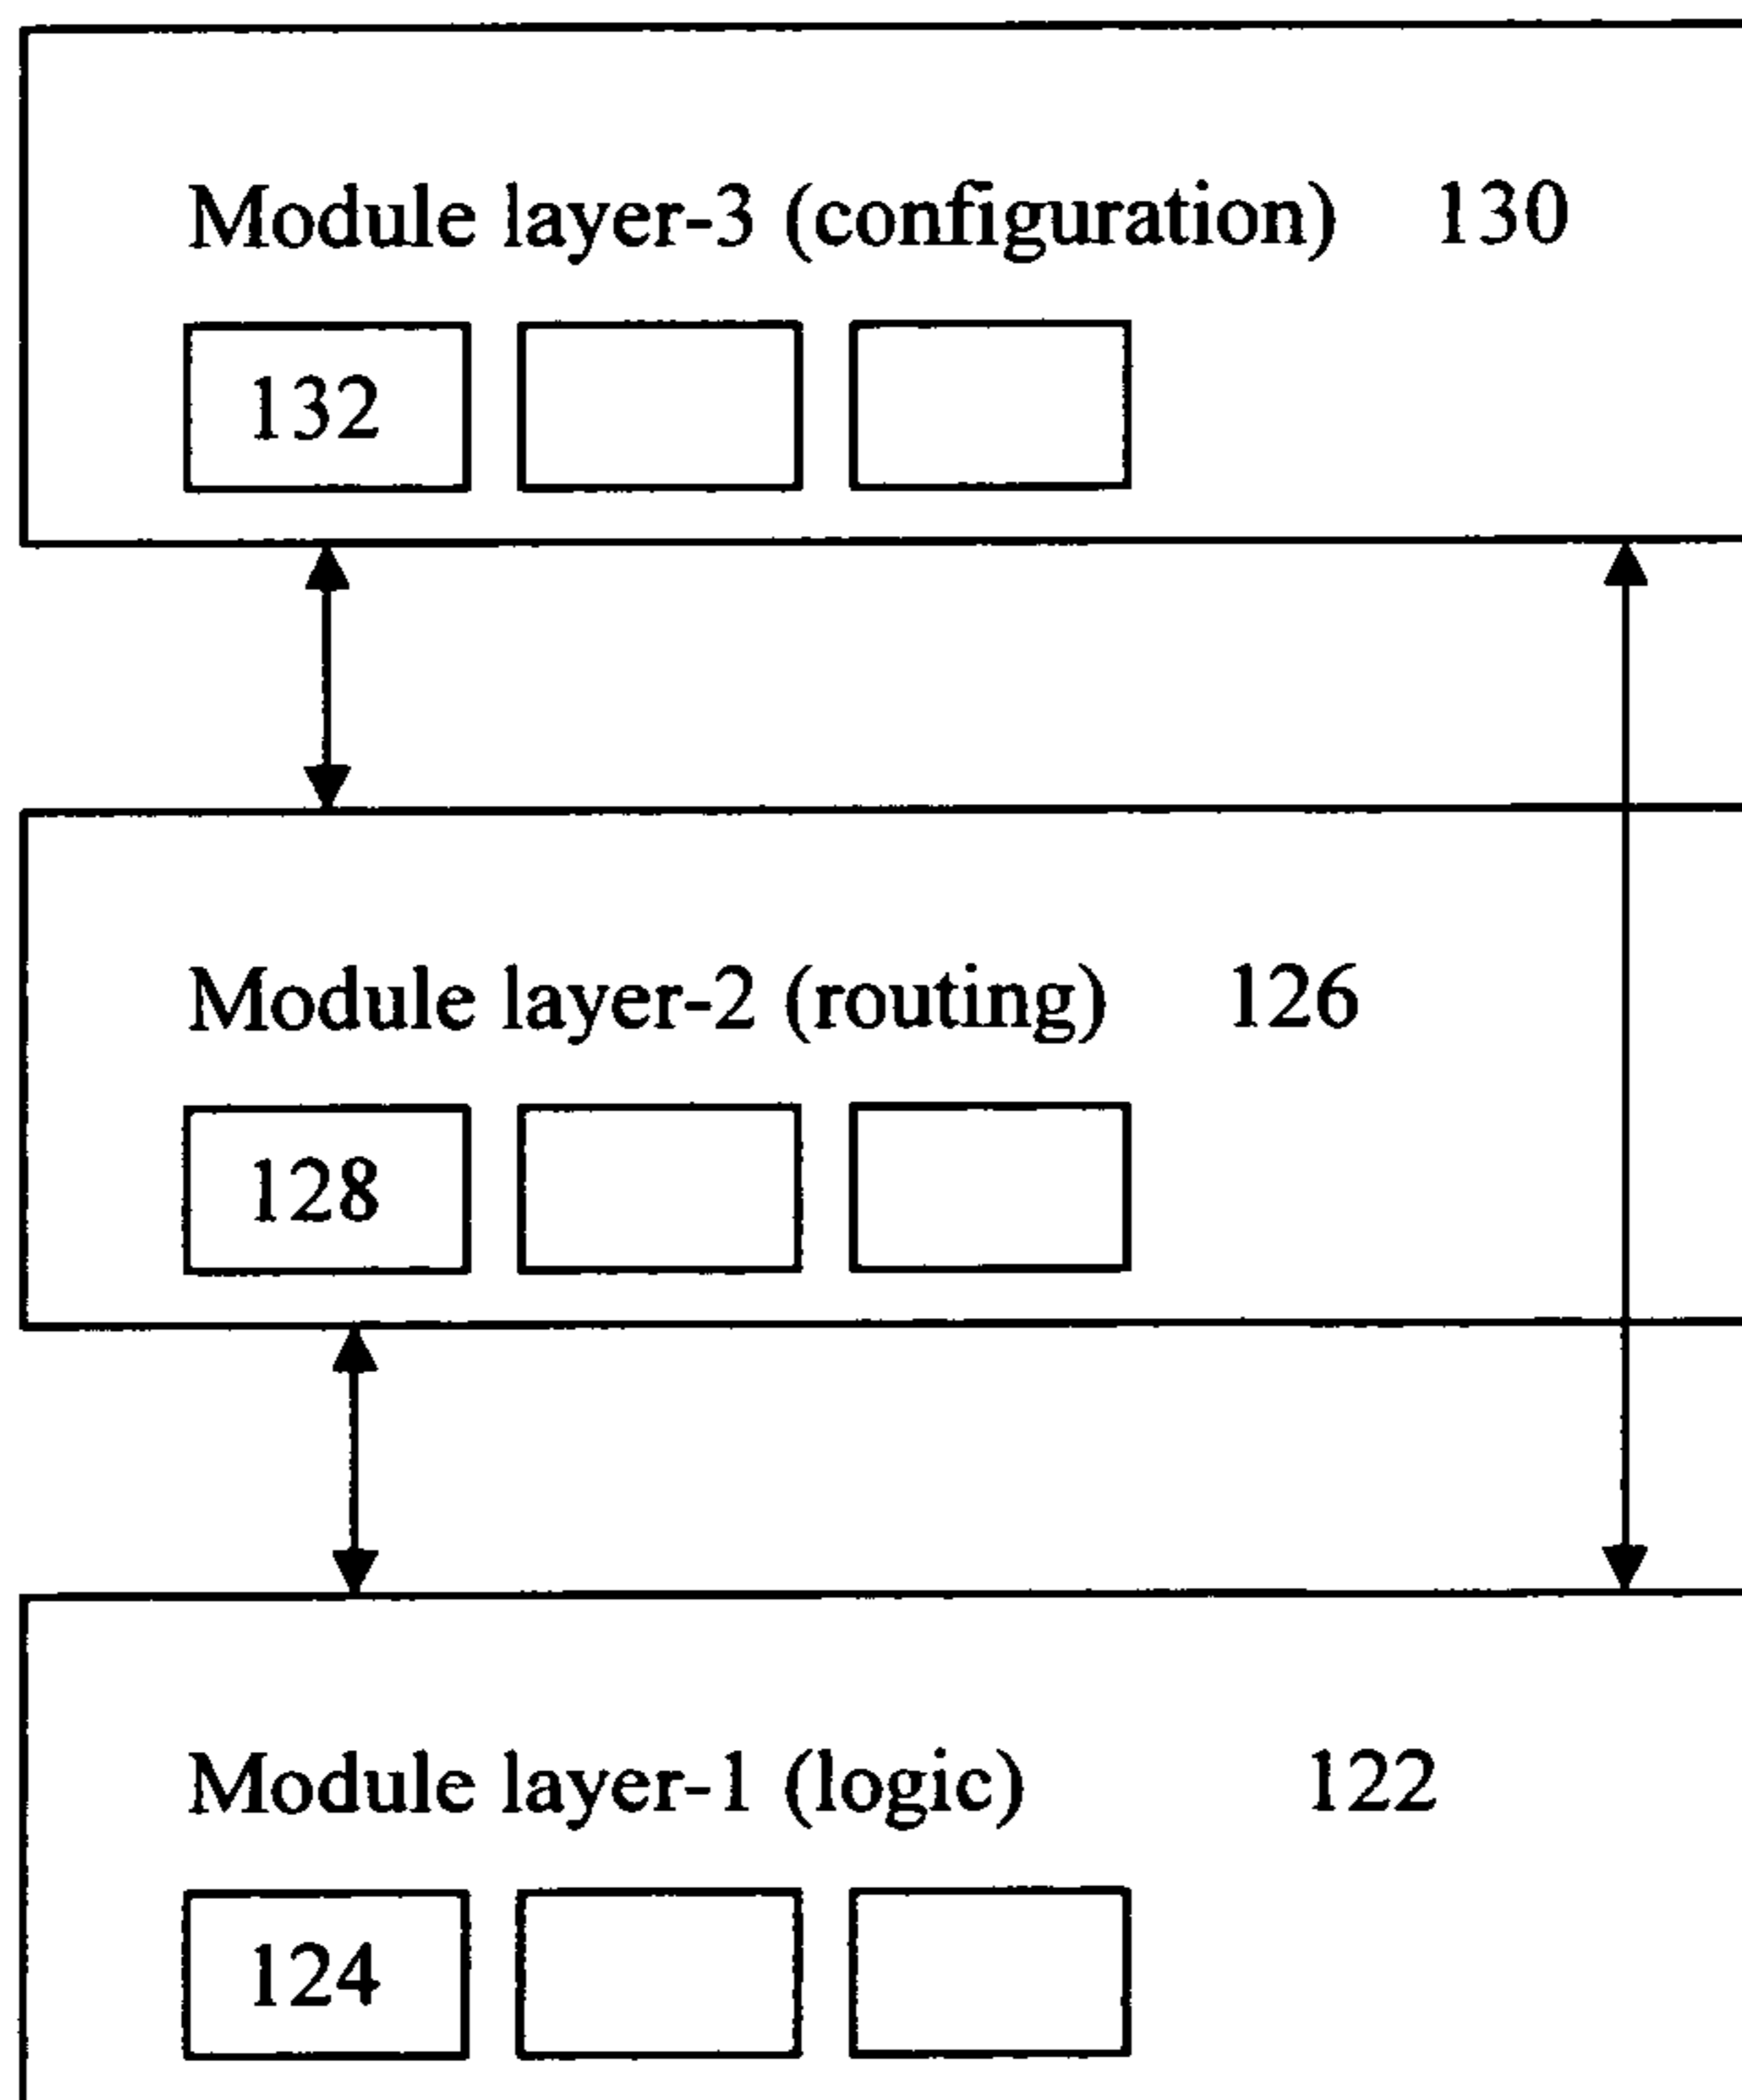 Module layer-3 (configuration) 130
132
Module layer-2 (routing) 126
128
Module layer-1 (logic) 122
124